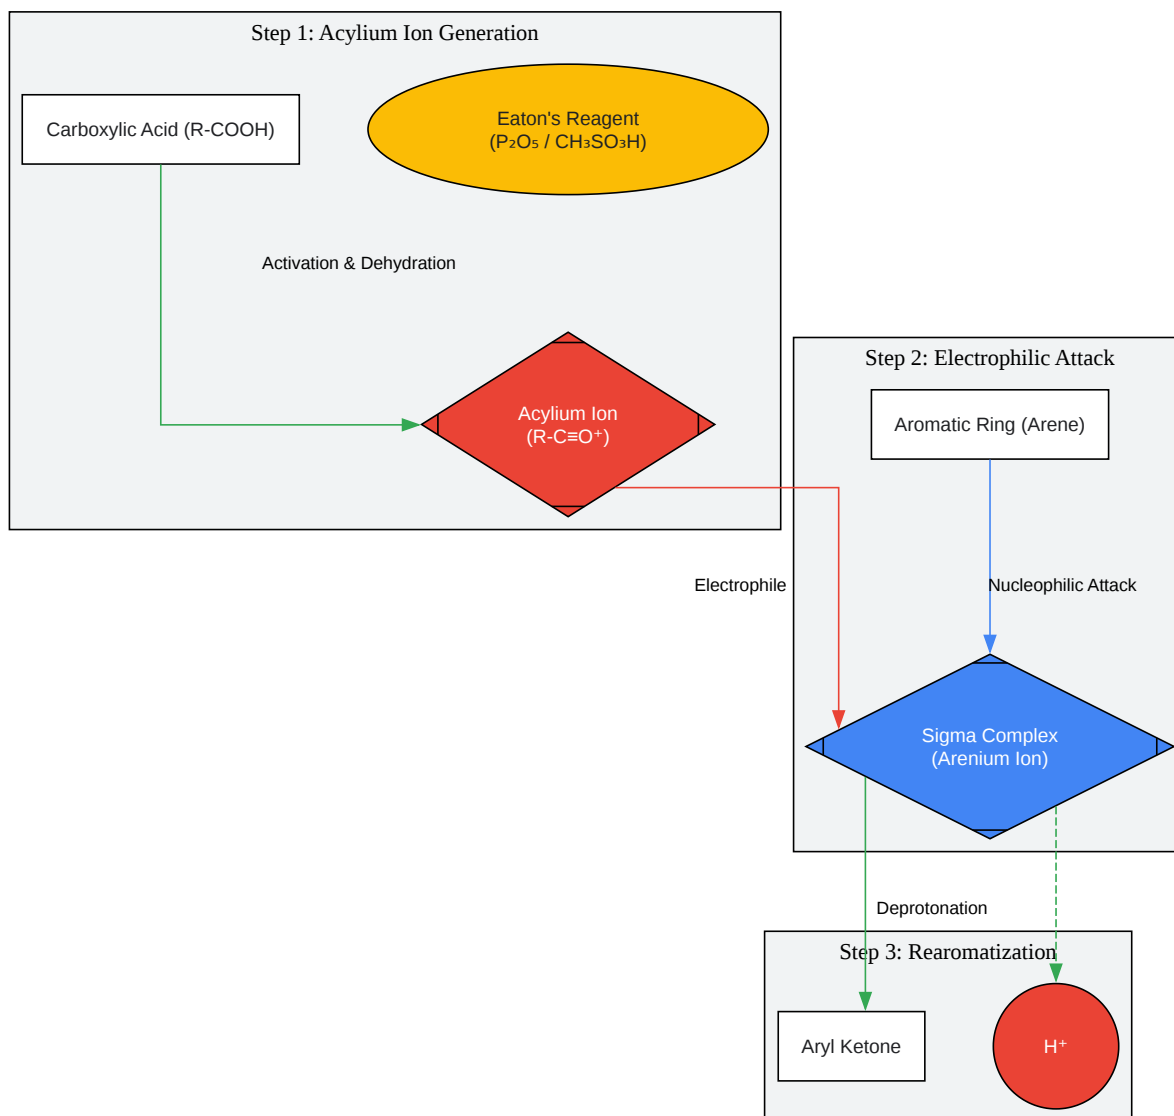 Step 1: Acylium Ion Generation
Carboxylic Acid (R-COOH)
Eaton's Reagent
(P₂O₅ / CH₃SO₃H)
Activation & Dehydration
Acylium Ion
(R-C≡O⁺)
Step 2: Electrophilic Attack
Aromatic Ring (Arene)
Electrophile
Nucleophilic Attack
Sigma Complex
(Arenium Ion)
Deprotonation
Step 3: Rearomatization
Aryl Ketone
H⁺